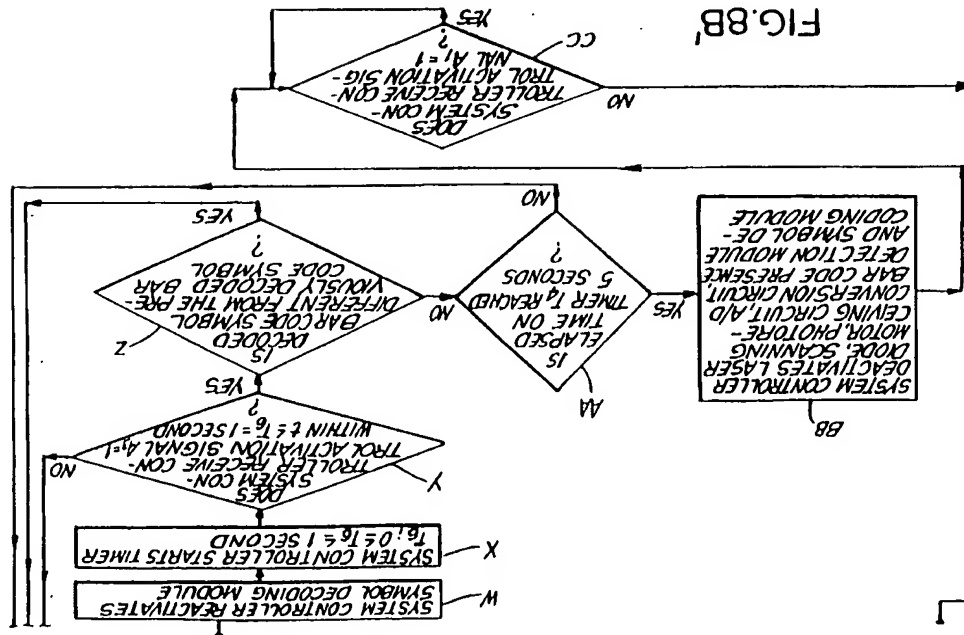 SYSTEM CONTROLLER REACTIVATES
SYMBOL DECODING MODULE
W
SYSTEM CONTROLLER STARTS TIMER
T6; 0 ≤ T6 ≤ 1 SECOND
X
DOES
SYSTEM CON-
TROLLER RECEIVE CON-
TROL ACTIVATION SIGNAL A3=1
WITHIN t ≤ T6 = 1 SECOND
?
Y
NO
YES
IS
DECODED
BAR CODE SYMBOL
DIFFERENT FROM THE PRE-
VIOUSLY DECODED BAR
CODE SYMBOL
?
Z
YES
NO
IS
ELAPSED
TIME ON
TIMER T4 REACHED
5 SECONDS
?
AA
NO
YES
BB
SYSTEM CONTROLLER
DEACTIVATES LASER
DIODE, SCANNING
MOTOR, PHOTORE-
CEIVING CIRCUIT, A/D
CONVERSION CIRCUIT,
BAR CODE PRESENCE
DETECTION MODULE
AND SYMBOL DE-
CODING MODULE
DOES
SYSTEM CON-
TROLLER RECEIVE CON-
TROL ACTIVATION SIG-
NAL A1=1
?
CC
NO
YES
FIG.8B'